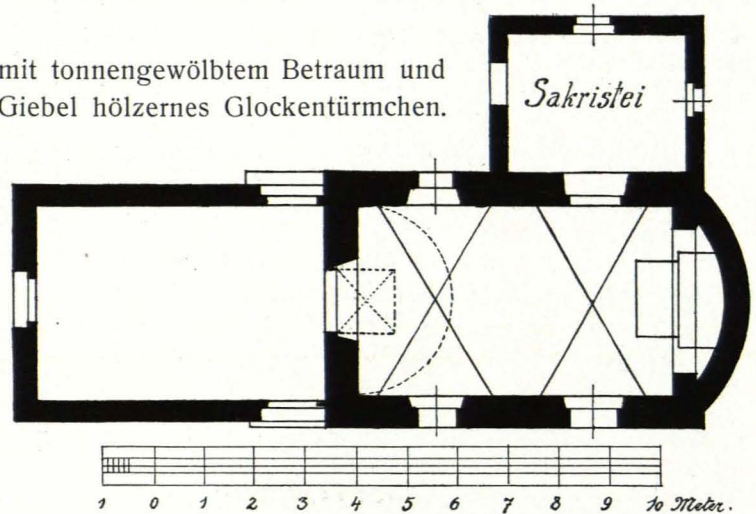 mit tonnengewölbtem Betraum und
Giebel hölzernes Glockentürmchen.
Sakristei
1 0 1 2 3 4 5 6 7 8 9 10 Meter.